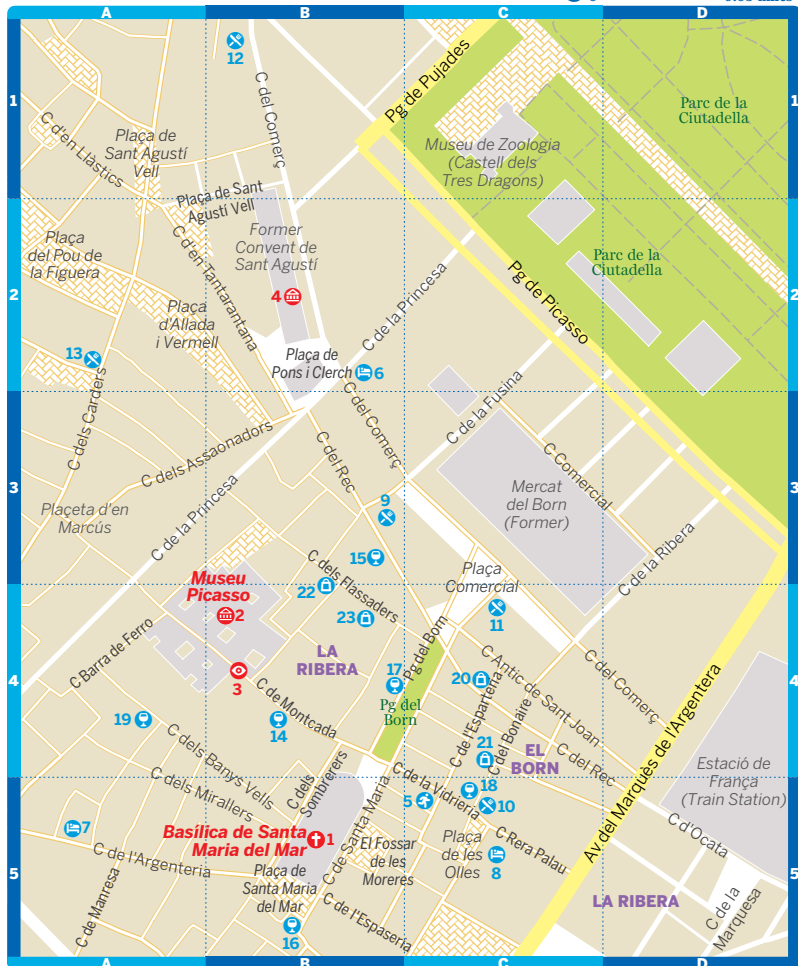 A
B
C
D
12
C del Comerç
Pg de Pujades
Parc de la
Ciutadella
1
1
Plaça de
Sant Agustí
Vell
C d'en Llàstics
Museu de Zoologia
(Castell dels
Tres Dragons)
Plaça de Sant
Agustí Vell
Plaça
del Pou de
la Figuera
Former
Convent de
Sant Agustí
C d'en Tantarantana
Parc de la
Ciutadella
2
2
4
C de la Princesa
Pg de Picasso
Plaça
d'Allada
i Vermell
13
Plaça de
Pons i Clerch
6
C dels Carders
C del Comerç
C de la Fusina
C dels Assaonadors
C del Rec
C Comercial
3
3
Mercat
del Born
(Former)
9
Placeta d'en
Marcús
C de la Princesa
C de la Ribera
15
C dels Flassaders
Plaça
Comercial
Museu
Picasso
2
22
23
11
C Barra de Ferro
LA
RIBERA
Pg del Born
4
4
3
17
20
C Antic de Sant Joan
C del Comerç
C de Montcada
Pg del
Born
C de l'Esparteria
C del Bonaire
19
14
21
EL
BORN
C del Rec
Av del Marquès de l'Argentera
Estació de
França
(Train Station)
C dels Banys Vells
C dels
Sombrerers
C dels Mirallers
C de la Vidrieria
5
18
10
7
Basílica de Santa
Maria del Mar
1
C de Santa Maria
El Fossar
de les
Moreres
Plaça
de les
Olles
8
C Rera Palau
C d'Ocata
C de l'Argenteria
5
5
Plaça de
Santa Maria
del Mar
C de Manresa
C de l'Espaseria
16
LA RIBERA
C de la
Marquesa
A
B
C
D